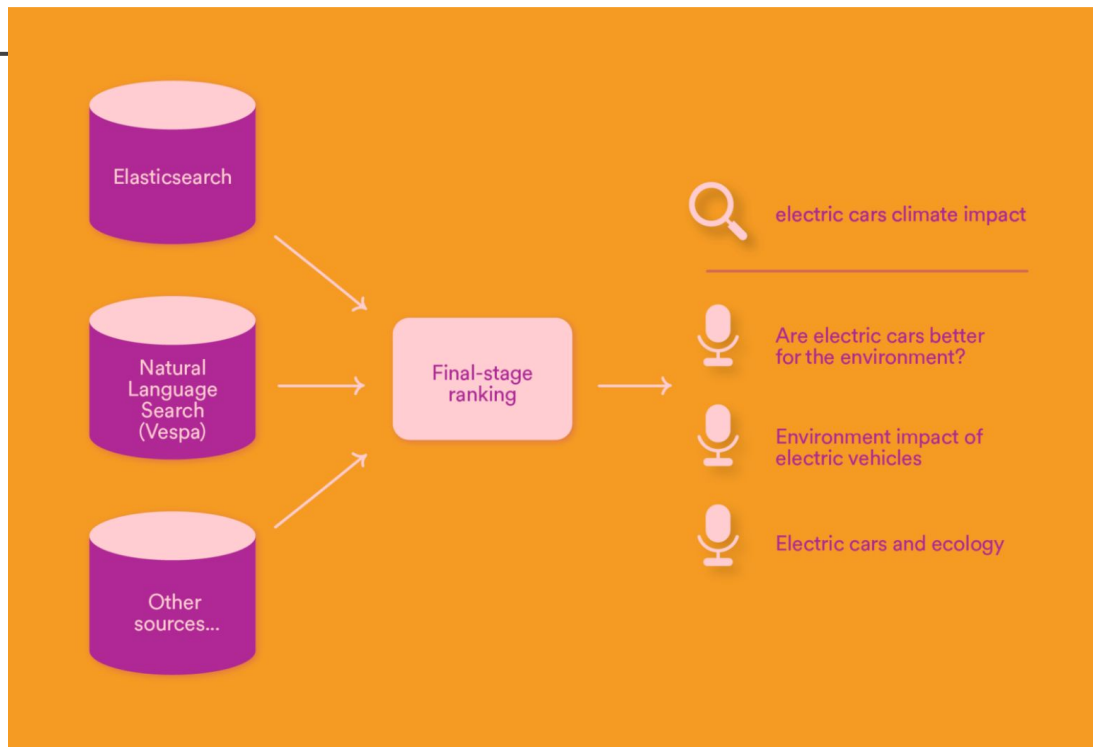 Elasticsearch
Natural
Language
Search
(Vespa)
Other
sources...
Final-stage
ranking
electric cars climate impact
Are electric cars better
for the environment?
Environment impact of
electric vehicles
Electric cars and ecology